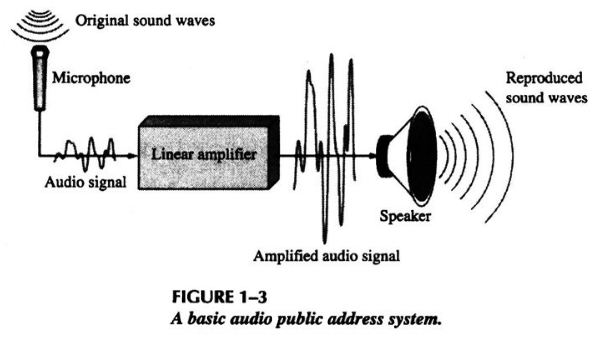 Original sound waves
Microphone
Reproduced
sound waves
Linear amplifier
Audio signal
Speaker
Amplified audio signal
FIGURE 1–3
A basic audio public address system.